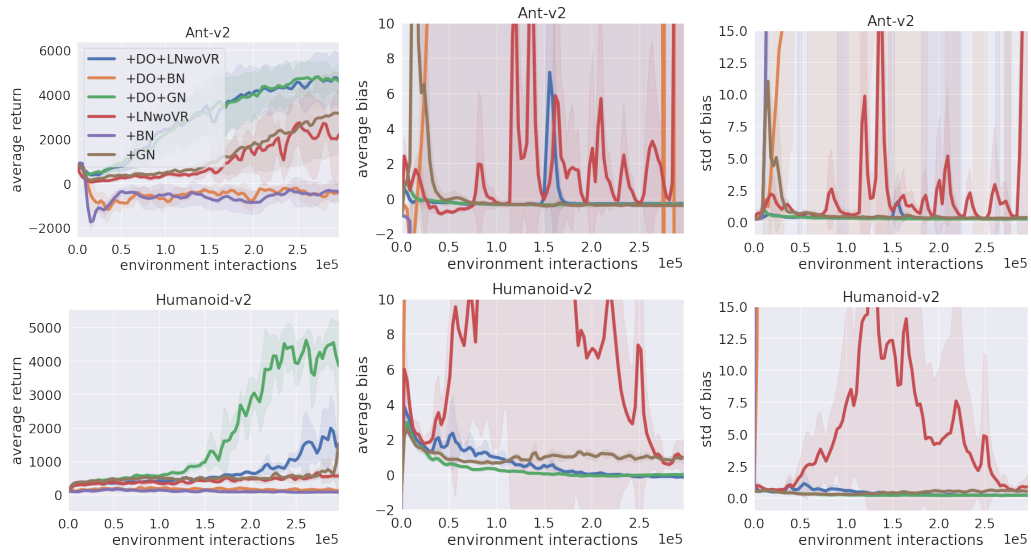 Ant-v2
6000
4000
2000
0
−2000
average return
+DO+LNwoVR
+DO+BN
+DO+GN
+LNwoVR
+BN
+GN
0.0 0.5 1.0 1.5 2.0 2.5
1e5
environment interactions
Ant-v2
10
8
6
4
2
0
−2
average bias
0.0 0.5 1.0 1.5 2.0 2.5
1e5
environment interactions
Ant-v2
15.0
12.5
10.0
7.5
5.0
2.5
0.0
std of bias
0.0 0.5 1.0 1.5 2.0 2.5
1e5
environment interactions
Humanoid-v2
5000
4000
3000
2000
1000
0
average return
0.0 0.5 1.0 1.5 2.0 2.5
1e5
environment interactions
Humanoid-v2
10
8
6
4
2
0
−2
average bias
0.0 0.5 1.0 1.5 2.0 2.5
1e5
environment interactions
Humanoid-v2
15.0
12.5
10.0
7.5
5.0
2.5
0.0
std of bias
0.0 0.5 1.0 1.5 2.0 2.5
1e5
environment interactions